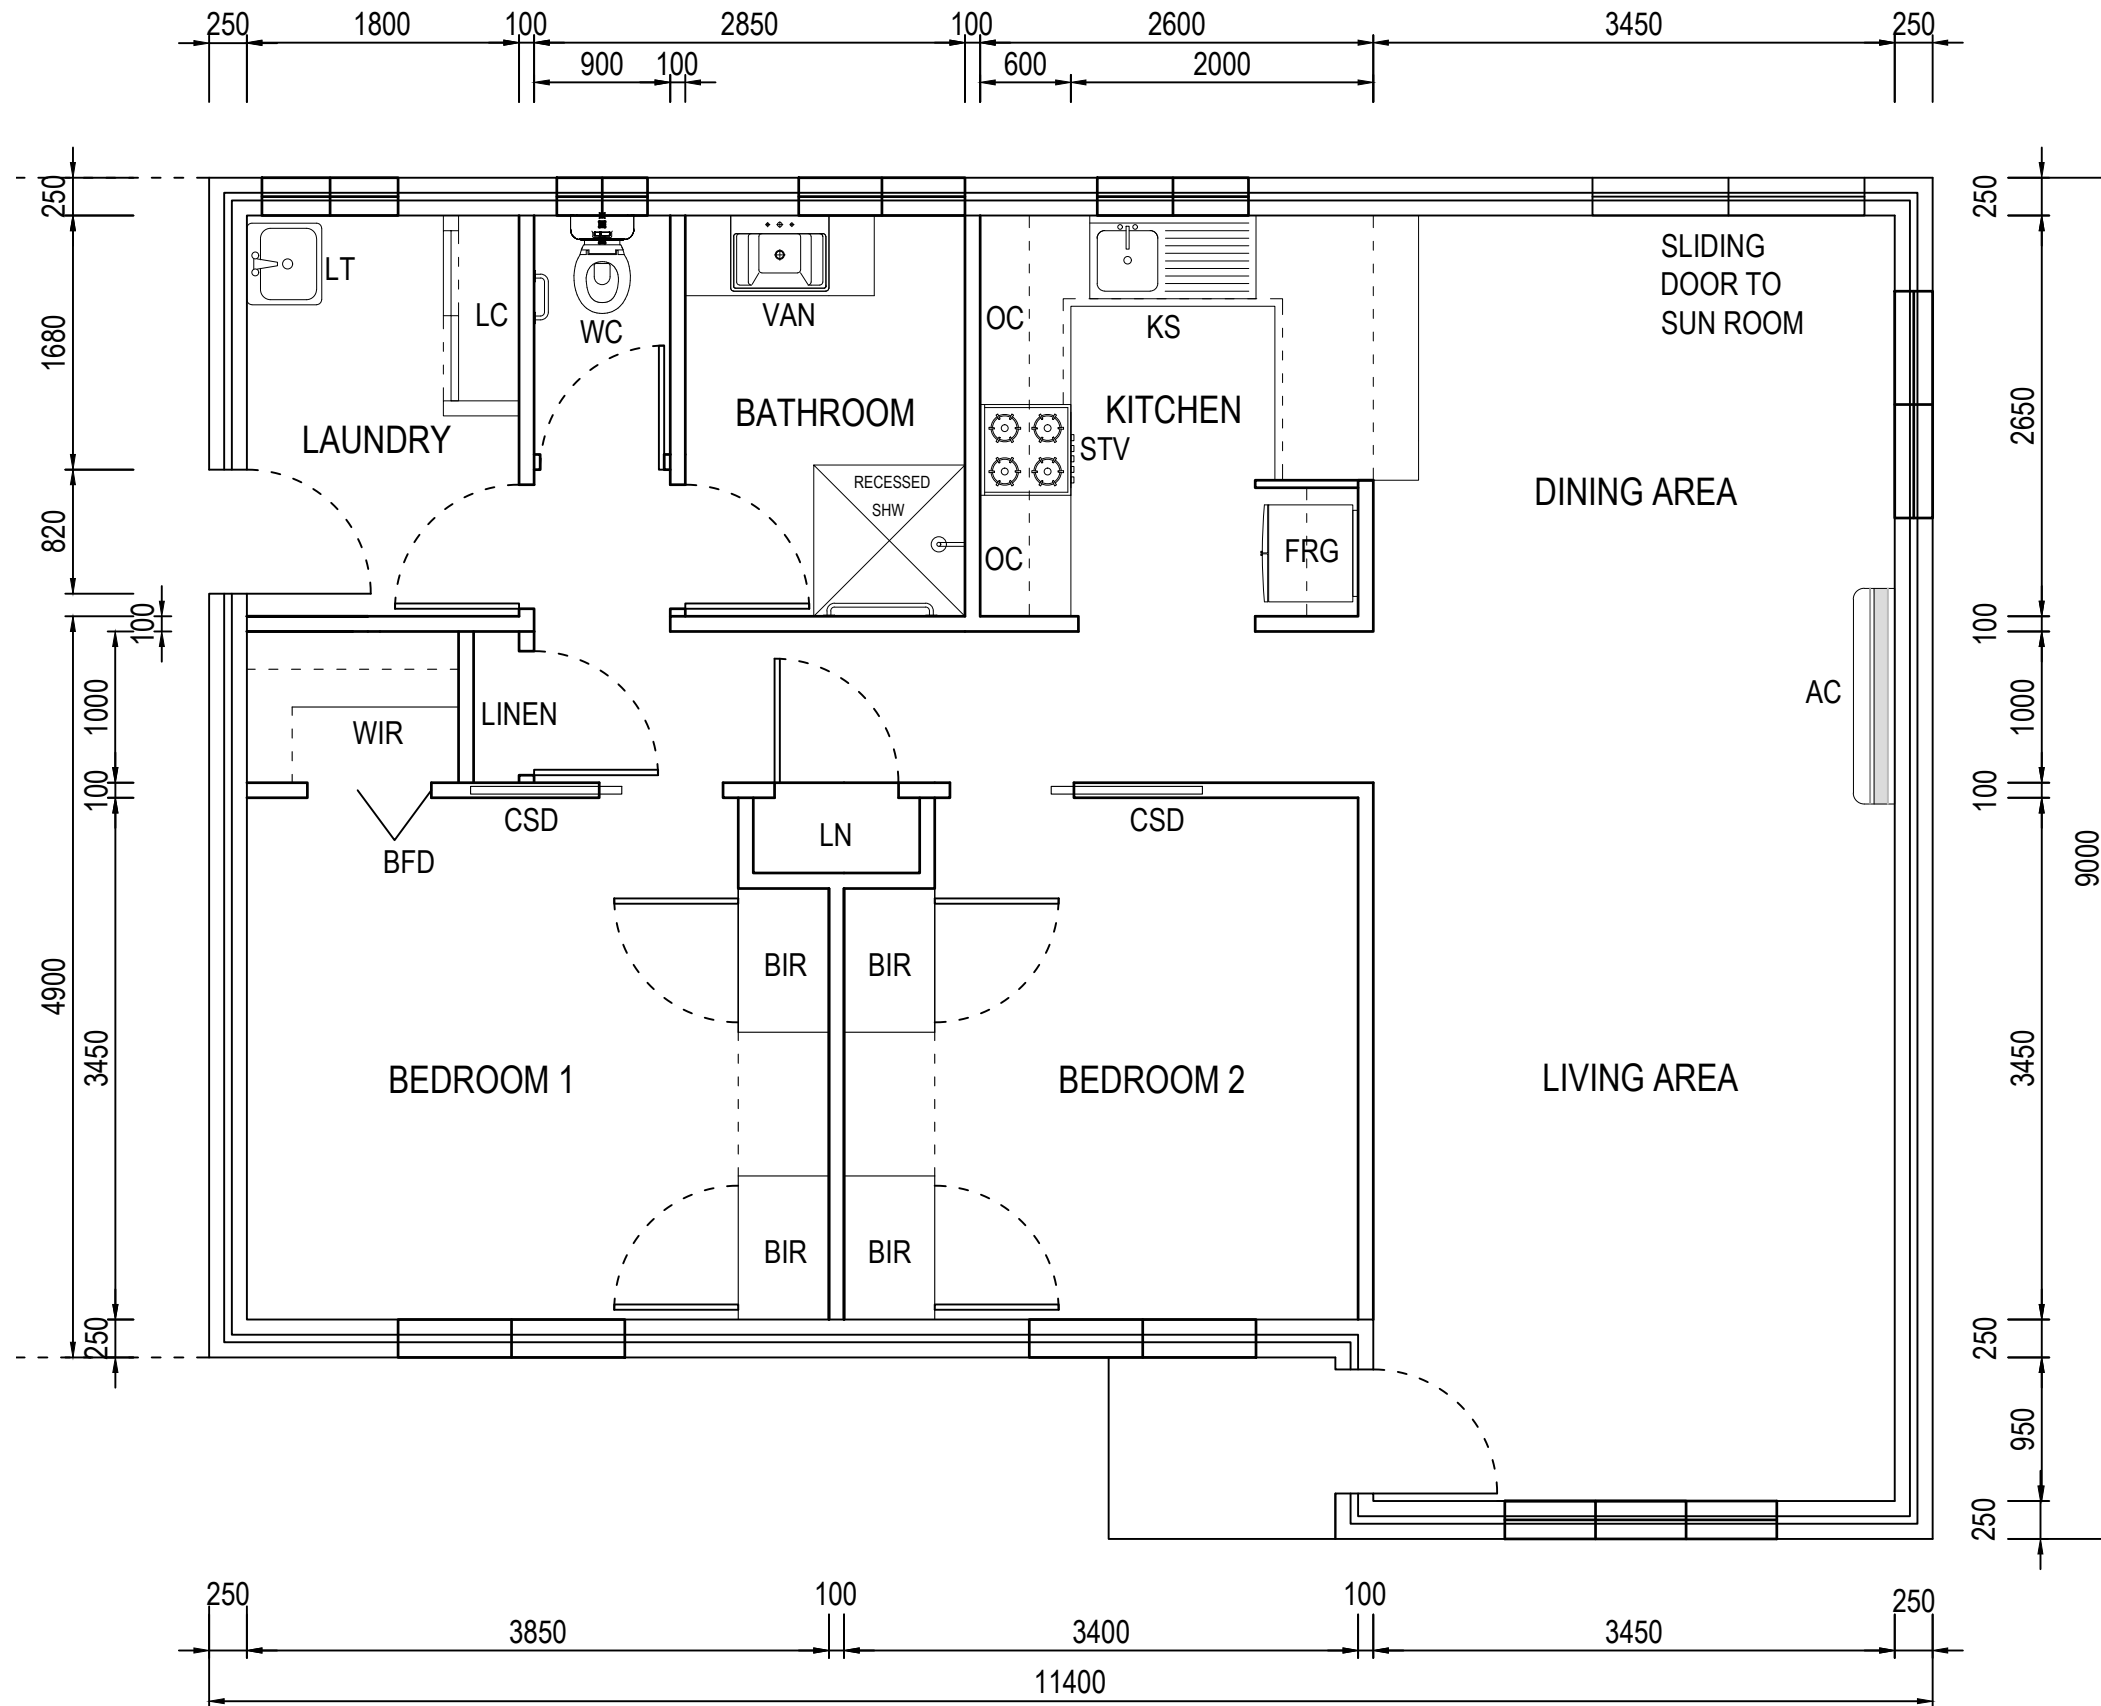 250 1800 100 2850 100 2600 3450 250
900 100 600 2000
250
1680
820
100
4900
1000
100
3450
250
LT
LC
WC
VAN
OC
KS
SLIDING
DOOR TO
SUN ROOM
LAUNDRY
BATHROOM
KITCHEN
STV
RECESSED
SHW
OC
FRG
DINING AREA
WIR
LINEN
AC
CSD
BFD
LN
CSD
BIR
BIR
BEDROOM 1
BEDROOM 2
LIVING AREA
BIR
BIR
250
2650
100
1000
100
9000
3450
250
950
250
250 100 100 250
3850 3400 3450
11400